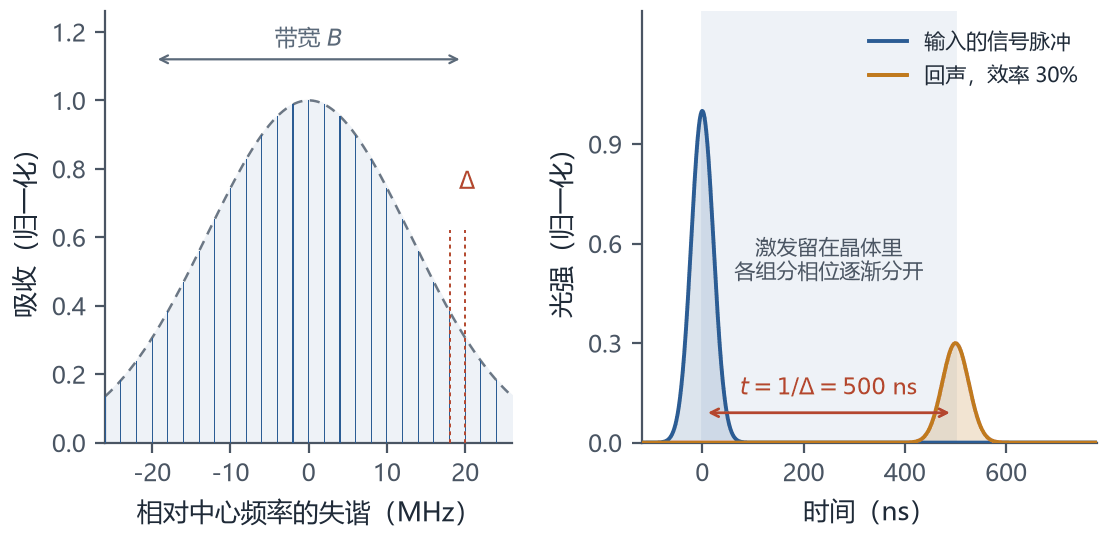 带宽 B
Δ
吸收（归一化）
1.2
1.0
0.8
0.6
0.4
0.2
0.0
-20
-10
0
10
20
相对中心频率的失谐（MHz）
输入的信号脉冲
回声，效率 30%
激发留在晶体里
各组分相位逐渐分开
t = 1/Δ = 500 ns
光强（归一化）
0.9
0.6
0.3
0.0
0
200
400
600
时间（ns）